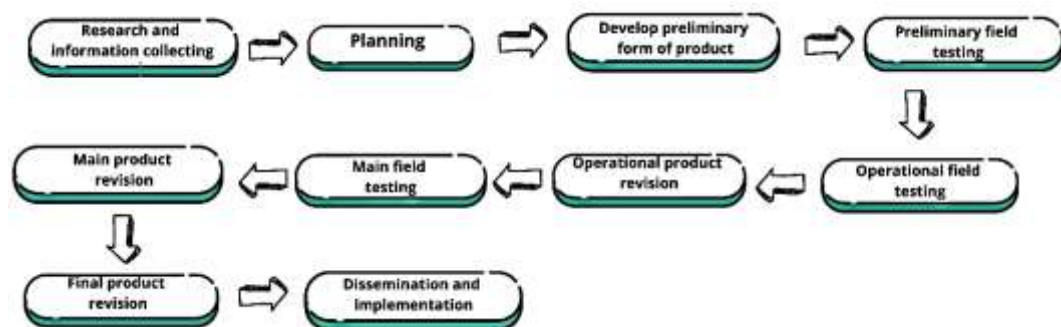 Research and
information collecting
Planning
Develop preliminary
form of product
Preliminary field
testing
Operational field
testing
Operational product
revision
Main field
testing
Main product
revision
Final product
revision
Dissemination and
implementation